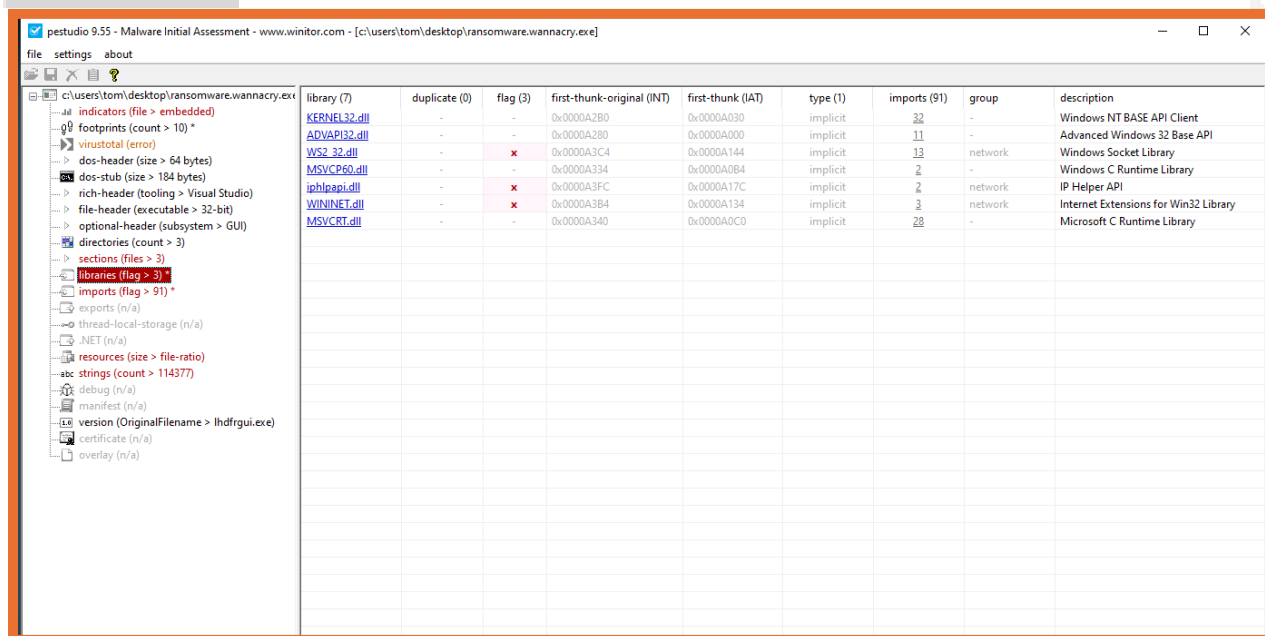 pestudio 9.55 - Malware Initial Assessment - www.winitor.com - [c:\users\tom\desktop\ransomware.wannacry.exe]
file settings about
c:\users\tom\desktop\ransomware.wannacry.exe
indicators (file > embedded)
footprints (count > 10) *
virustotal (error)
dos-header (size > 64 bytes)
dos-stub (size > 184 bytes)
rich-header (tooling > Visual Studio)
file-header (executable > 32-bit)
optional-header (subsystem > GUI)
directories (count > 3)
sections (files > 3)
libraries (flag > 3) *
imports (flag > 91) *
exports (n/a)
thread-local-storage (n/a)
.NET (n/a)
resources (size > file-ratio)
abc strings (count > 114377)
debug (n/a)
manifest (n/a)
1.0 version (OriginalFilename > lhdfrgui.exe)
certificate (n/a)
overlay (n/a)
library (7) duplicate (0) flag (3) first-thunk-original (INT) first-thunk (IAT) type (1) imports (91) group description
KERNEL32.dll - - 0x0000A2B0 0x0000A030 implicit 32 - Windows NT BASE API Client
ADVAPI32.dll - - 0x0000A280 0x0000A000 implicit 11 - Advanced Windows 32 Base API
WS2_32.dll - x 0x0000A3C4 0x0000A144 implicit 13 network Windows Socket Library
MSVCP60.dll - - 0x0000A334 0x0000A0B4 implicit 2 - Windows C Runtime Library
iphlpapi.dll - x 0x0000A3FC 0x0000A17C implicit 2 network IP Helper API
WININET.dll - x 0x0000A3B4 0x0000A134 implicit 3 network Internet Extensions for Win32 Library
MSVCRT.dll - - 0x0000A340 0x0000A0C0 implicit 28 - Microsoft C Runtime Library